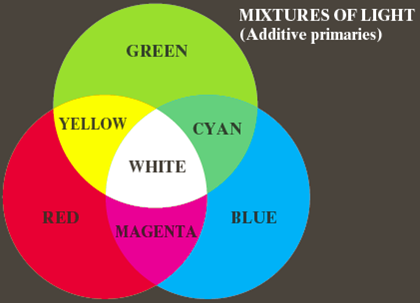 MIXTURES OF LIGHT
(Additive primaries)
GREEN
YELLOW
CYAN
WHITE
RED
MAGENTA
BLUE